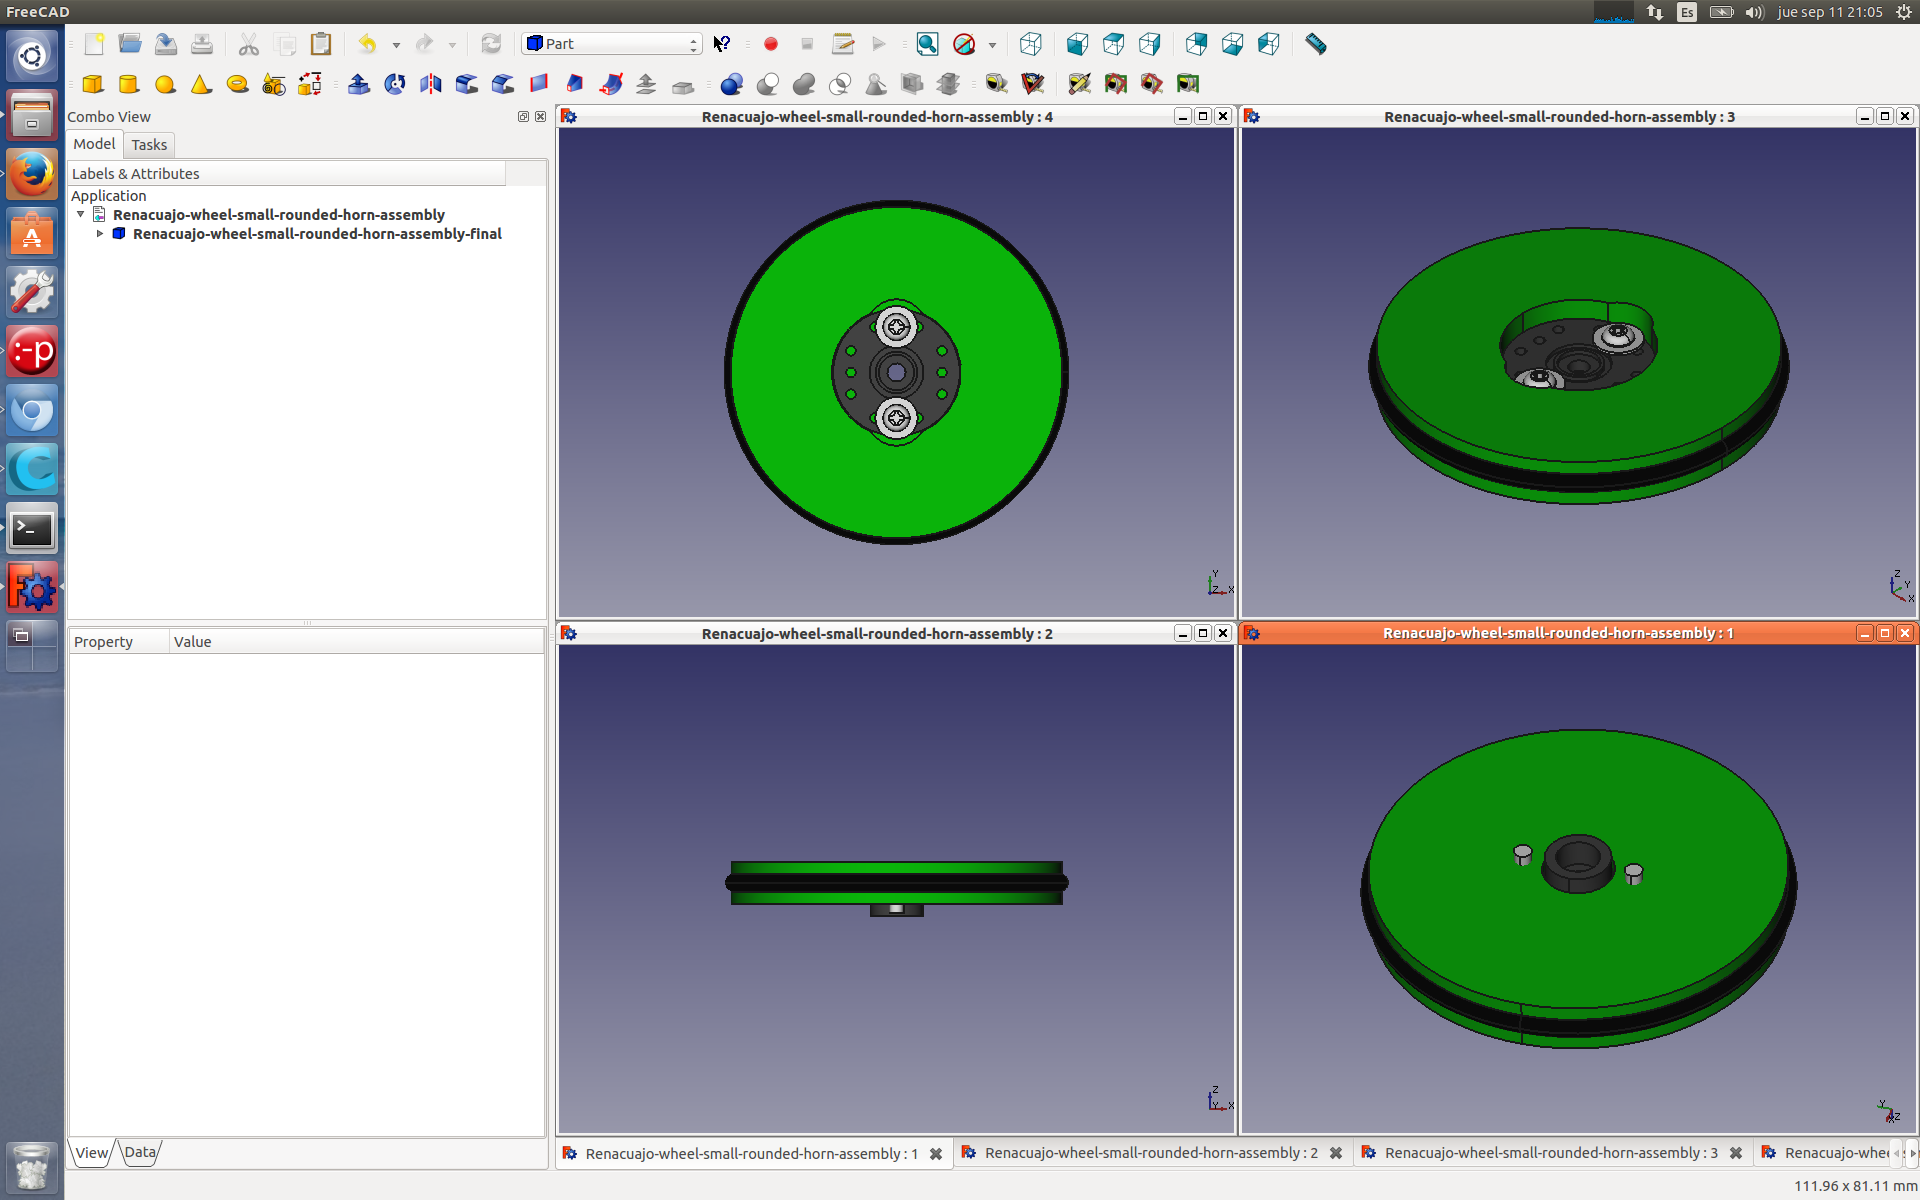 FreeCAD
Es
jue sep 11 21:05
Part
Combo View
Model
Tasks
Labels & Attributes
Application
Renacuajo-wheel-small-rounded-horn-assembly
Renacuajo-wheel-small-rounded-horn-assembly-final
Property
Value
View
Data
Renacuajo-wheel-small-rounded-horn-assembly : 4
Y
Z
X
Renacuajo-wheel-small-rounded-horn-assembly : 3
Z
Y
X
Renacuajo-wheel-small-rounded-horn-assembly : 2
Z
Y
X
Renacuajo-wheel-small-rounded-horn-assembly : 1
Y
Z
X
Renacuajo-wheel-small-rounded-horn-assembly : 1
Renacuajo-wheel-small-rounded-horn-assembly : 2
Renacuajo-wheel-small-rounded-horn-assembly : 3
Renacuajo-whee
111.96 x 81.11 mm
:-p